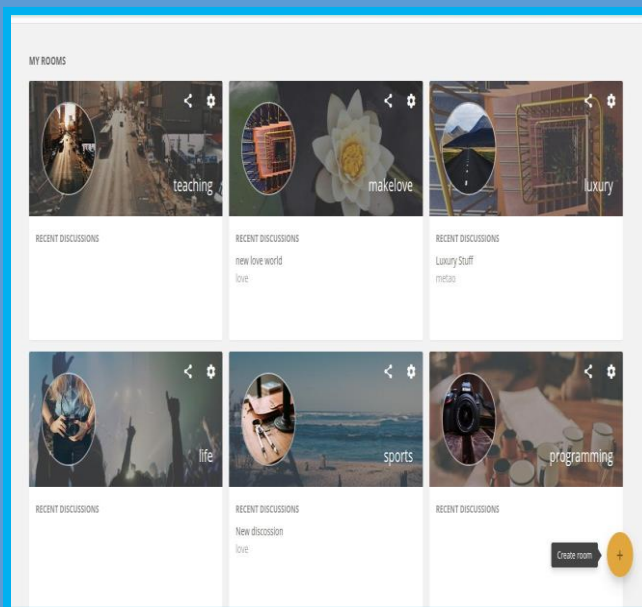 MY ROOMS
teaching
makelove
luxury
RECENT DISCUSSIONS
RECENT DISCUSSIONS
new love world
love
RECENT DISCUSSIONS
Luxury Stuff
metao
life
sports
programming
RECENT DISCUSSIONS
RECENT DISCUSSIONS
New discossion
love
RECENT DISCUSSIONS
Create room
+